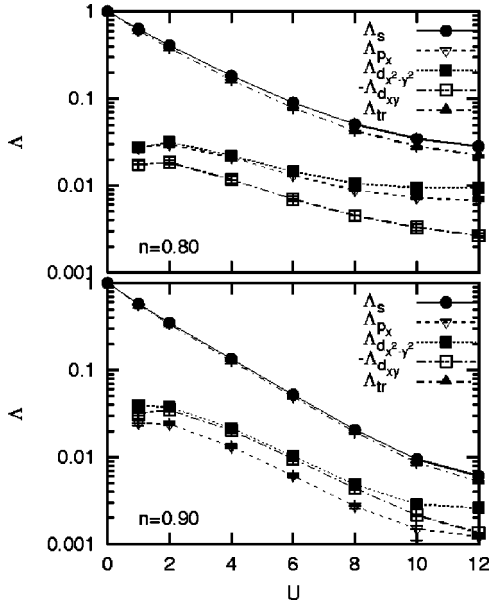 1
0.1
0.01
0.001
Λ
n=0.80
Λs
Λpx
Λdx²-y²
-Λdxy
Λtr
1
0.1
0.01
0.001
Λ
n=0.90
Λs
Λpx
Λdx²-y²
-Λdxy
Λtr
0 2 4 6 8 10 12
U